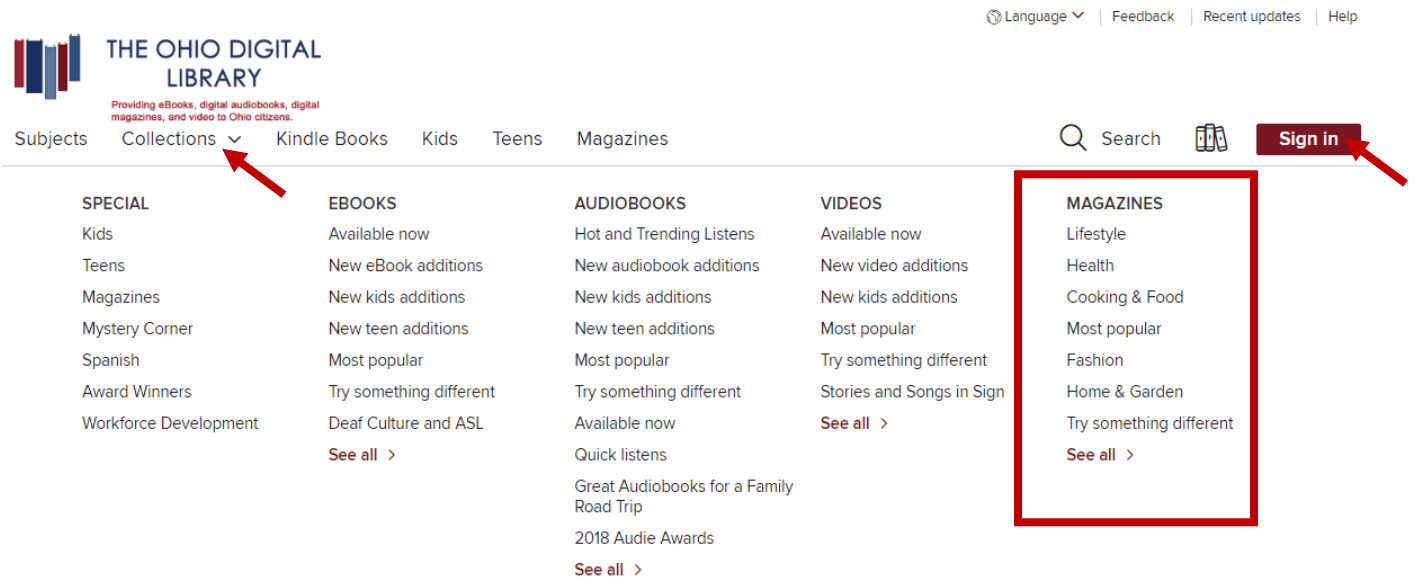 Language
Feedback
Recent updates
Help
THE OHIO DIGITAL
LIBRARY
Providing eBooks, digital audiobooks, digital
magazines, and video to Ohio citizens.
Subjects
Collections
Kindle Books
Kids
Teens
Magazines
Search
Sign in
SPECIAL
Kids
Teens
Magazines
Mystery Corner
Spanish
Award Winners
Workforce Development
EBOOKS
Available now
New eBook additions
New kids additions
New teen additions
Most popular
Try something different
Deaf Culture and ASL
See all >
AUDIOBOOKS
Hot and Trending Listens
New audiobook additions
New kids additions
New teen additions
Most popular
Try something different
Available now
Quick listens
Great Audiobooks for a Family
Road Trip
2018 Audie Awards
See all >
VIDEOS
Available now
New video additions
New kids additions
Most popular
Try something different
Stories and Songs in Sign
See all >
MAGAZINES
Lifestyle
Health
Cooking & Food
Most popular
Fashion
Home & Garden
Try something different
See all >